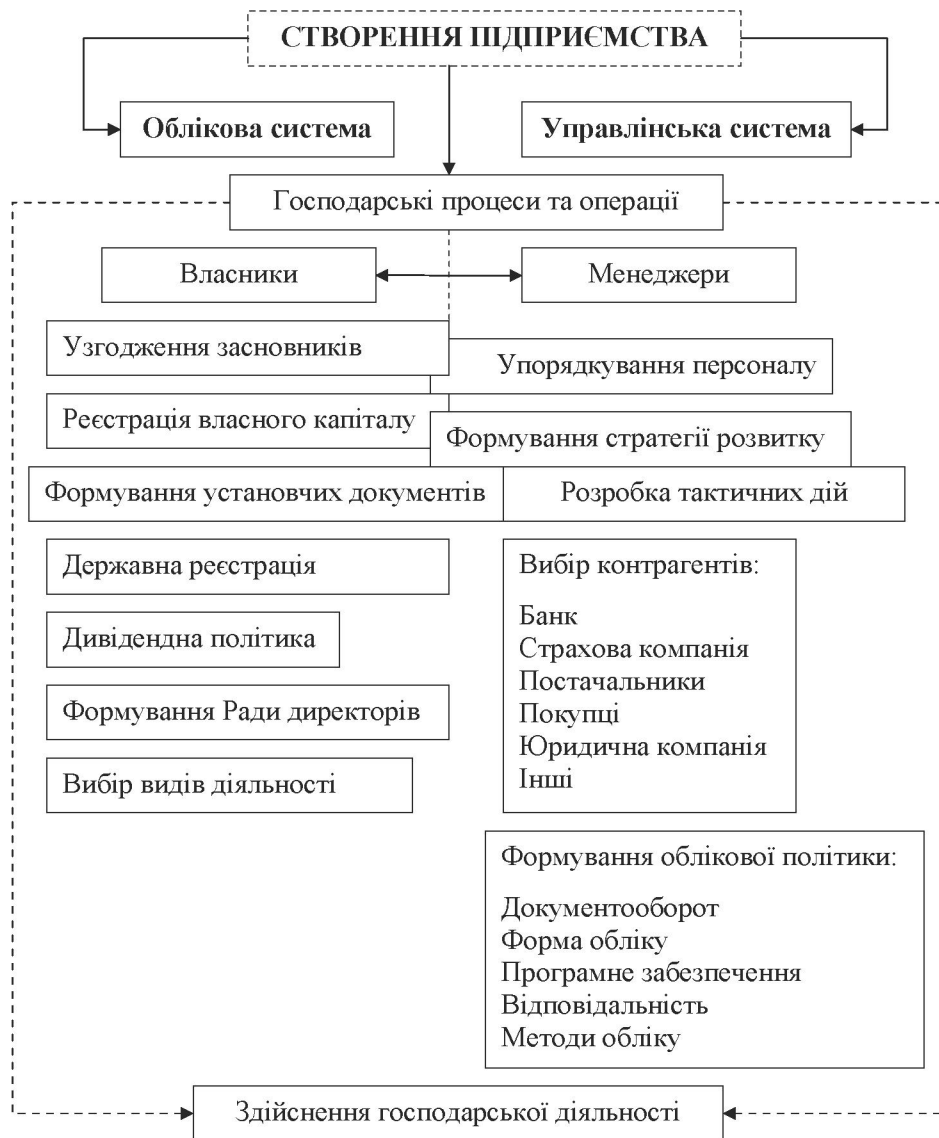 СТВОРЕННЯ ПІДПРИЄМСТВА
Облікова система
Управлінська система
Господарські процеси та операції
Власники
Менеджери
Узгодження засновників
Упорядкування персоналу
Реєстрація власного капіталу
Формування стратегії розвитку
Формування установчих документів
Розробка тактичних дій
Державна реєстрація
Дивідендна політика
Формування Ради директорів
Вибір видів діяльності
Вибір контрагентів:
Банк
Страхова компанія
Постачальники
Покупці
Юридична компанія
Інші
Формування облікової політики:
Документооборот
Форма обліку
Програмне забезпечення
Відповідальність
Методи обліку
Здійснення господарської діяльності